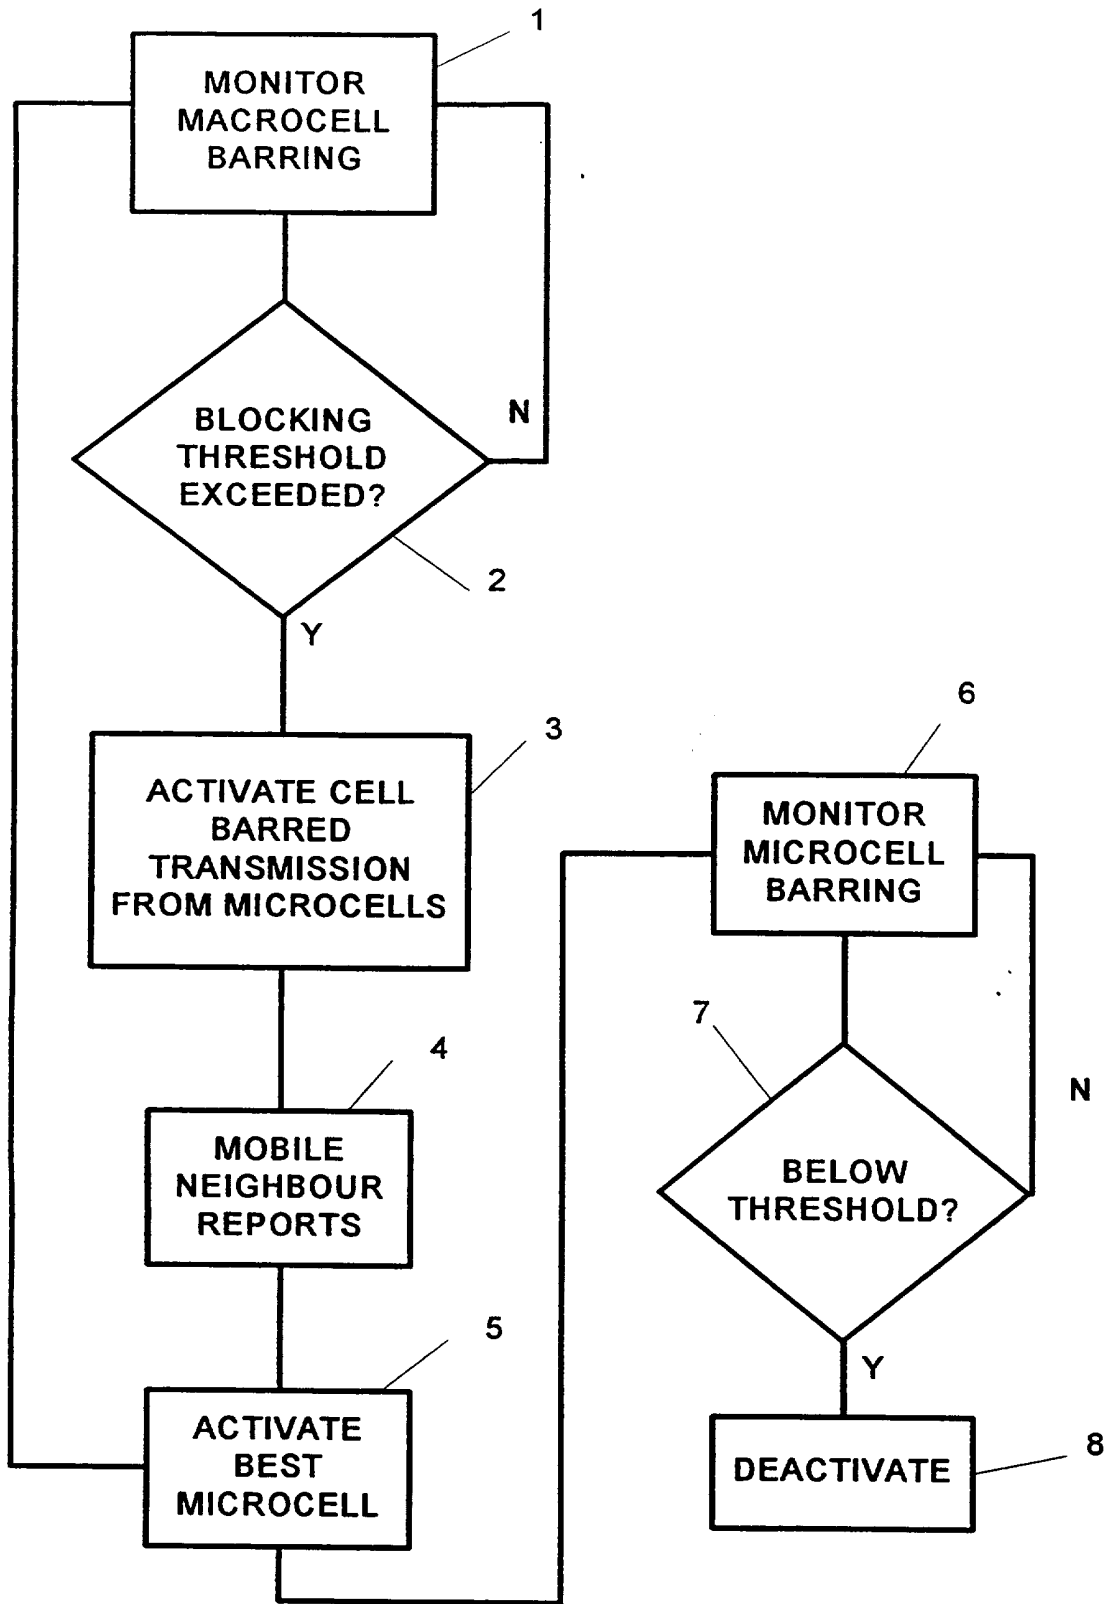 1
MONITOR
MACROCELL
BARRING
BLOCKING
THRESHOLD
EXCEEDED?
N
2
Y
3
ACTIVATE CELL
BARRED
TRANSMISSION
FROM MICROCELLS
4
MOBILE
NEIGHBOUR
REPORTS
5
ACTIVATE
BEST
MICROCELL
6
MONITOR
MICROCELL
BARRING
7
N
BELOW
THRESHOLD?
Y
DEACTIVATE
8